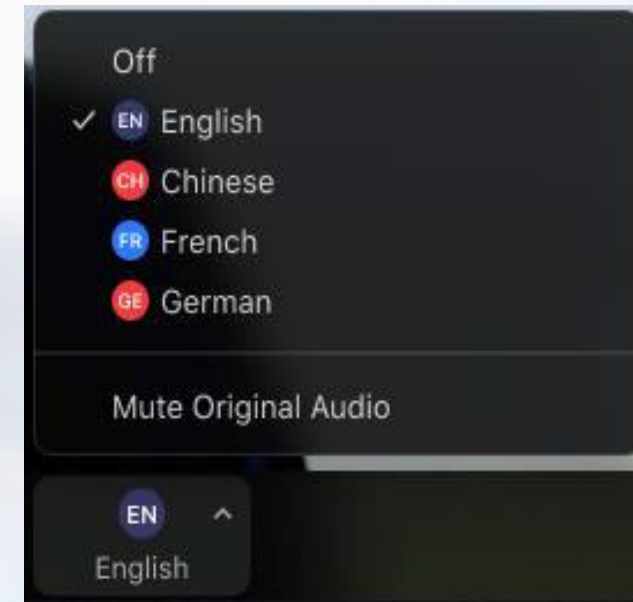 Off
EN English
CH Chinese
FR French
GE German
Mute Original Audio
EN
English